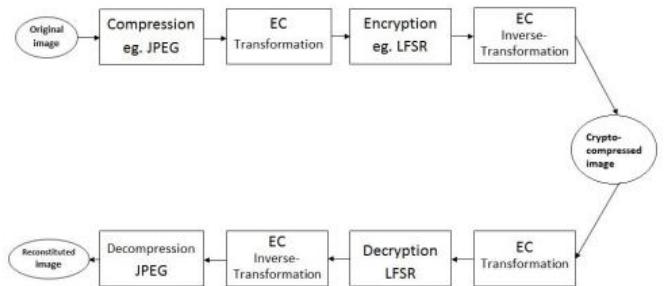 Original
image
Compression
eg. JPEG
EC
Transformation
Encryption
eg. LFSR
EC
Inverse-
Transformation
Crypto-
compressed
image
Reconstituted
image
Decompression
JPEG
EC
Inverse-
Transformation
Decryption
LFSR
EC
Transformation